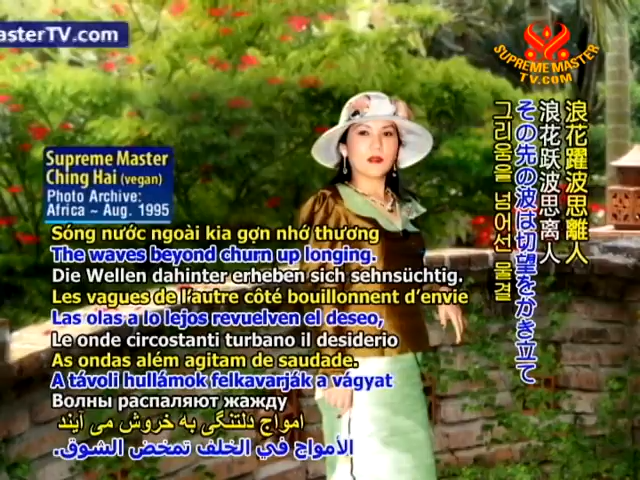 asterTV.com
SUPREME MASTER
TV.COM
Supreme Master
Ching Hai (vegan)
Photo Archive:
Africa ~ Aug. 1995
浪花躍波思離人
浪花跃波思离人
その先の波は切望をかき立て
그리움을 넘어선 물결
Sóng nước ngoài kia gợn nhớ thương
The waves beyond churn up longing.
Die Wellen dahinter erheben sich sehnsüchtig.
Les vagues de l'autre côté bouillonnent d'envie
Las olas a lo lejos revuelven el deseo,
Le onde circostanti turbano il desiderio
As ondas além agitam de saudade.
A távoli hullámok felkavarják a vágyat
Волны распаляют жажду
امواج دلتنگی به خروش می آیند
الأمواج في الخلف تمخض الشوق.